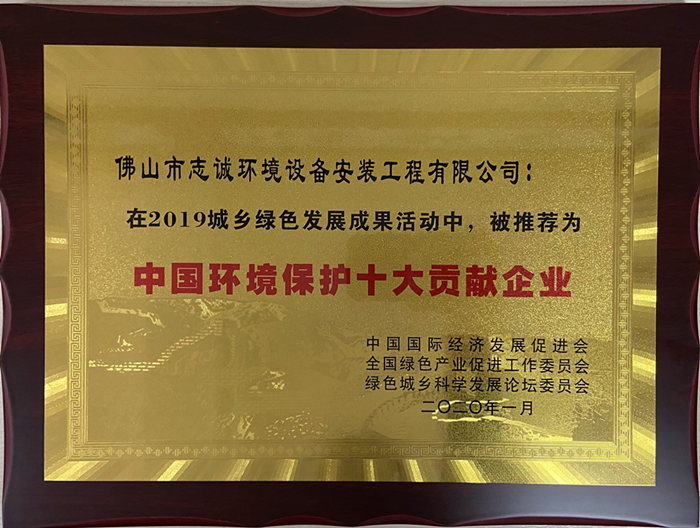 佛山市志诚环境设备安装工程有限公司：
在2019城乡绿色发展成果活动中，被推荐为
中国环境保护十大贡献企业
中国国际经济发展促进会
全国绿色产业促进工作委员会
绿色城乡科学发展论坛委员会
二〇二〇年一月